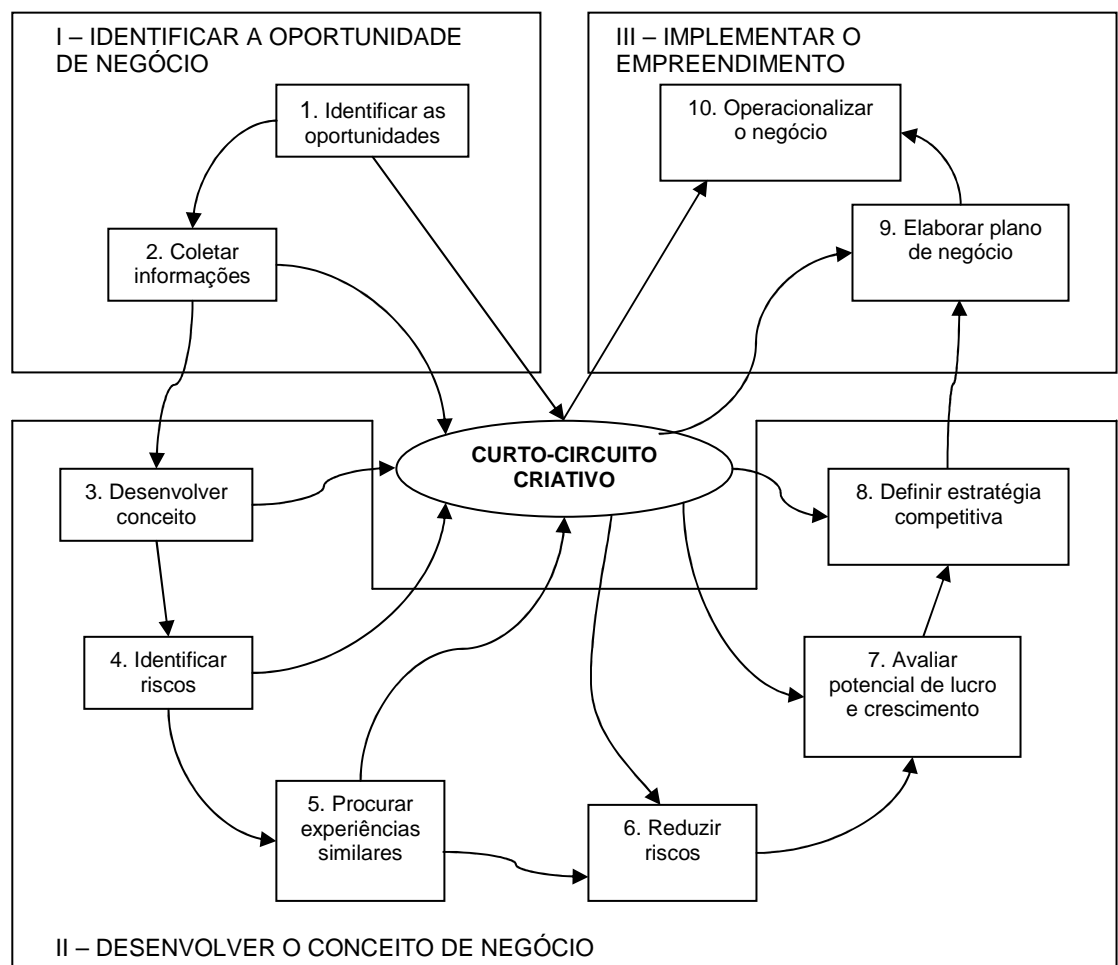 I – IDENTIFICAR A OPORTUNIDADE
DE NEGÓCIO
1. Identificar as
oportunidades
2. Coletar
informações
III – IMPLEMENTAR O
EMPREENDIMENTO
10. Operacionalizar
o negócio
9. Elaborar plano
de negócio
CURTO-CIRCUITO
CRIATIVO
3. Desenvolver
conceito
8. Definir estratégia
competitiva
4. Identificar
riscos
7. Avaliar
potencial de lucro
e crescimento
5. Procurar
experiências
similares
6. Reduzir
riscos
II – DESENVOLVER O CONCEITO DE NEGÓCIO